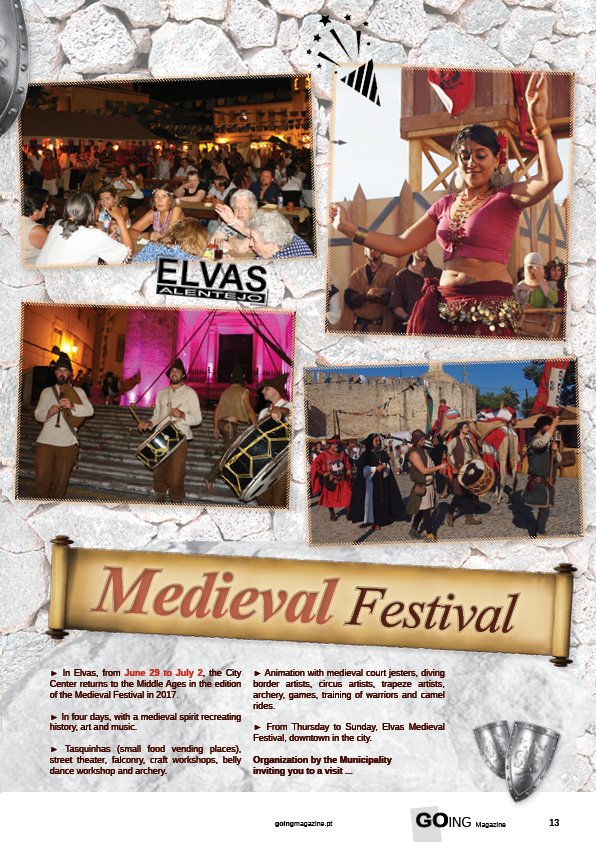 ELVAS
ALENTEJO
Medieval Festival
► In Elvas, from June 29 to July 2, the City
Center returns to the Middle Ages in the edition
of the Medieval Festival in 2017.
► In four days, with a medieval spirit recreating
history, art and music.
► Tasquinhas (small food vending places),
street theater, falconry, craft workshops, belly
dance workshop and archery.
► Animation with medieval court jesters, diving
border artists, circus artists, trapeze artists,
archery, games, training of warriors and camel
rides.
► From Thursday to Sunday, Elvas Medieval
Festival, downtown in the city.
Organization by the Municipality
inviting you to a visit ...
goingmagazine.pt
GOING Magazine
13